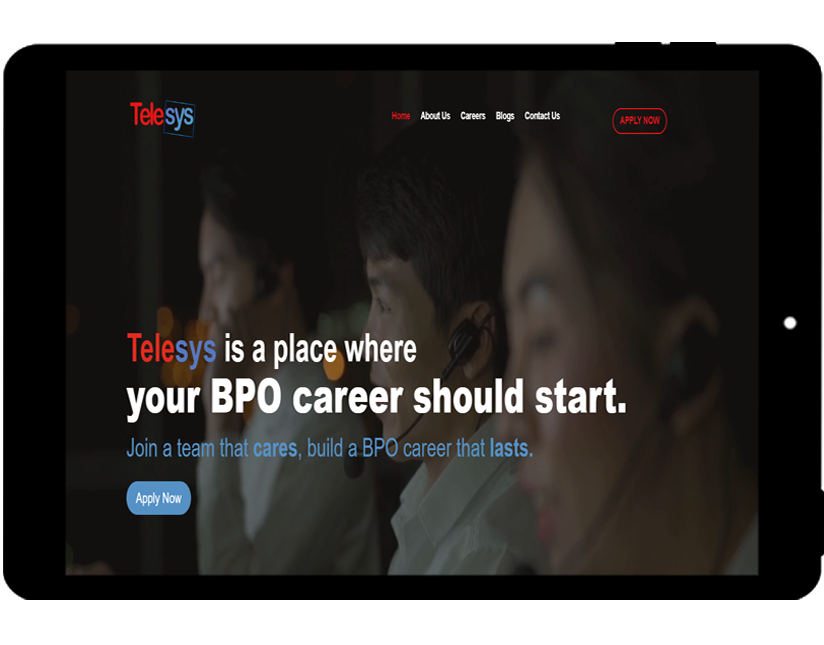 Telesys
Home About Us Careers Blogs Contact Us
APPLY NOW
Telesys is a place where
your BPO career should start.
Join a team that cares, build a BPO career that lasts.
Apply Now